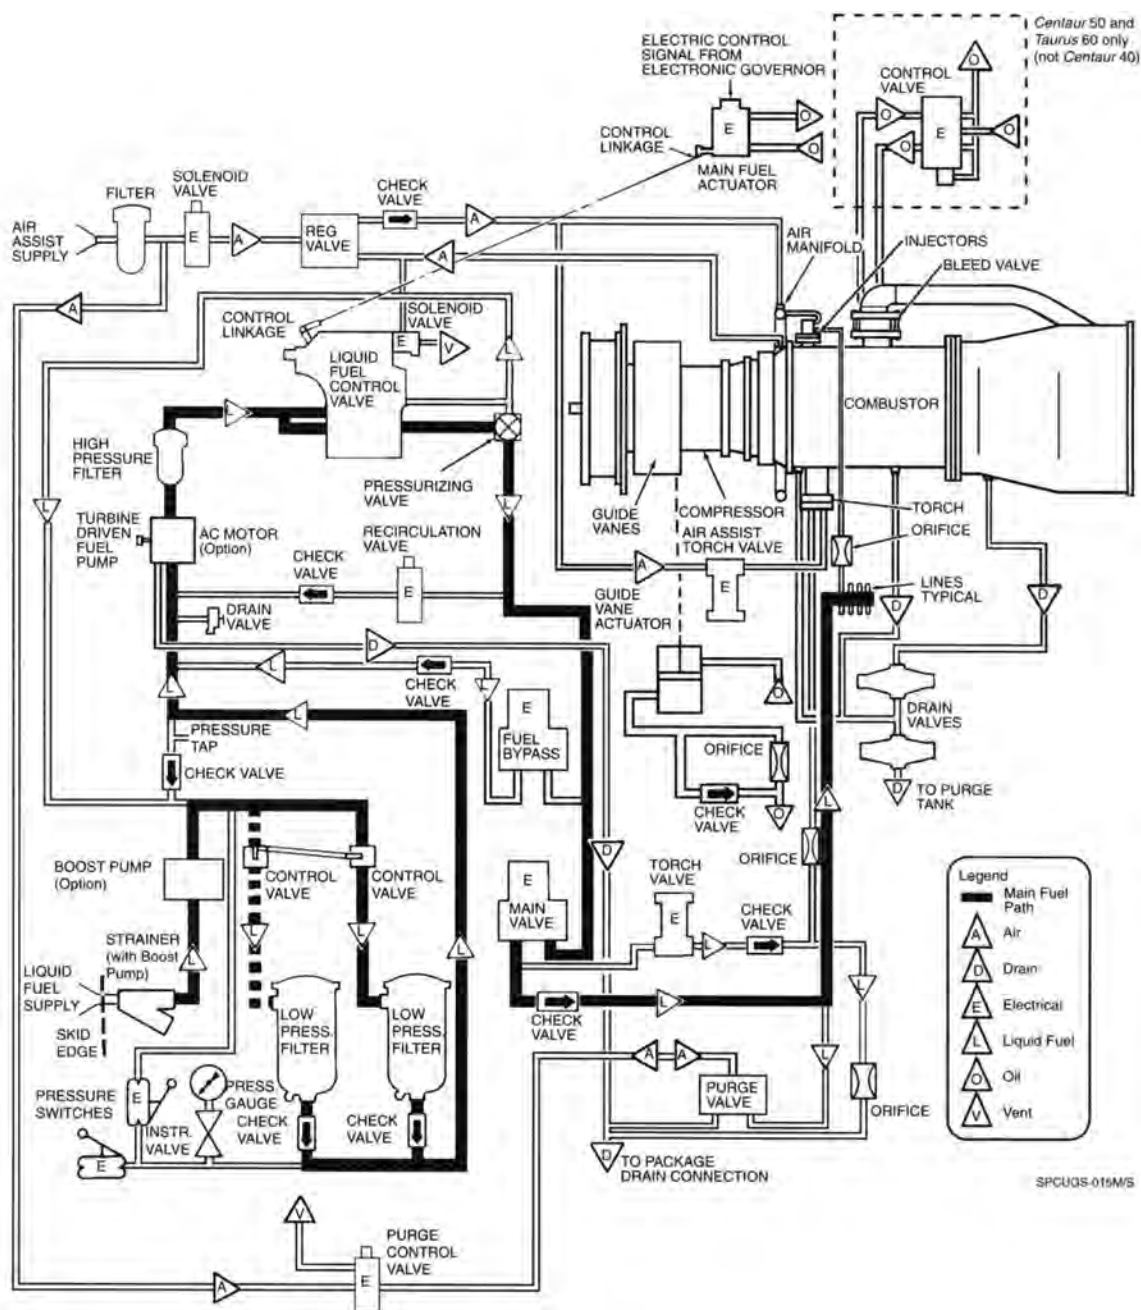 Centaur 50 and
Taurus 60 only
(not Centaur 40)
ELECTRIC CONTROL
SIGNAL FROM
ELECTRONIC GOVERNOR
CONTROL
VALVE
O
O
O
O
O
E
E
CONTROL
LINKAGE
MAIN FUEL
ACTUATOR
O
FILTER
SOLENOID
VALVE
CHECK
VALVE
A
AIR
ASSIST
SUPPLY
E
A
REG
VALVE
A
AIR
MANIFOLD
INJECTORS
BLEED VALVE
A
CONTROL
LINKAGE
SOLENOID
VALVE
E
V
L
LIQUID
FUEL
CONTROL
VALVE
COMBUSTOR
L
HIGH
PRESSURE
FILTER
PRESSURIZING
VALVE
L
L
GUIDE
VANES
COMPRESSOR
TORCH
ORIFICE
TURBINE
DRIVEN
FUEL
PUMP
AC MOTOR
(Option)
RECIRCULATION
VALVE
AIR ASSIST
TORCH VALVE
CHECK
VALVE
E
A
E
GUIDE
VANE
ACTUATOR
LINES
TYPICAL
D
D
DRAIN
VALVE
D
L
CHECK
VALVE
L
E
FUEL
BYPASS
O
DRAIN
VALVES
L
L
PRESSURE
TAP
CHECK VALVE
ORIFICE
CHECK
VALVE
O
D
TO PURGE
TANK
L
BOOST PUMP
(Option)
CONTROL
VALVE
CONTROL
VALVE
D
ORIFICE
TORCH
VALVE
E
E
MAIN
VALVE
L
CHECK
VALVE
STRAINER
(with Boost
Pump)
L
L
L
L
LIQUID
FUEL
SUPPLY
SKID
EDGE
LOW
PRESS.
FILTER
LOW
PRESS.
FILTER
CHECK
VALVE
L
L
L
A
A
PURGE
VALVE
ORIFICE
PRESSURE
SWITCHES
E
PRESS.
GAUGE
INSTR.
VALVE
CHECK
VALVE
CHECK
VALVE
E
D
TO PACKAGE
DRAIN CONNECTION
Legend
Main Fuel
Path
A
Air
D
Drain
E
Electrical
L
Liquid Fuel
O
Oil
V
Vent
SPCUGS-015M/S
V
PURGE
CONTROL
VALVE
A
E